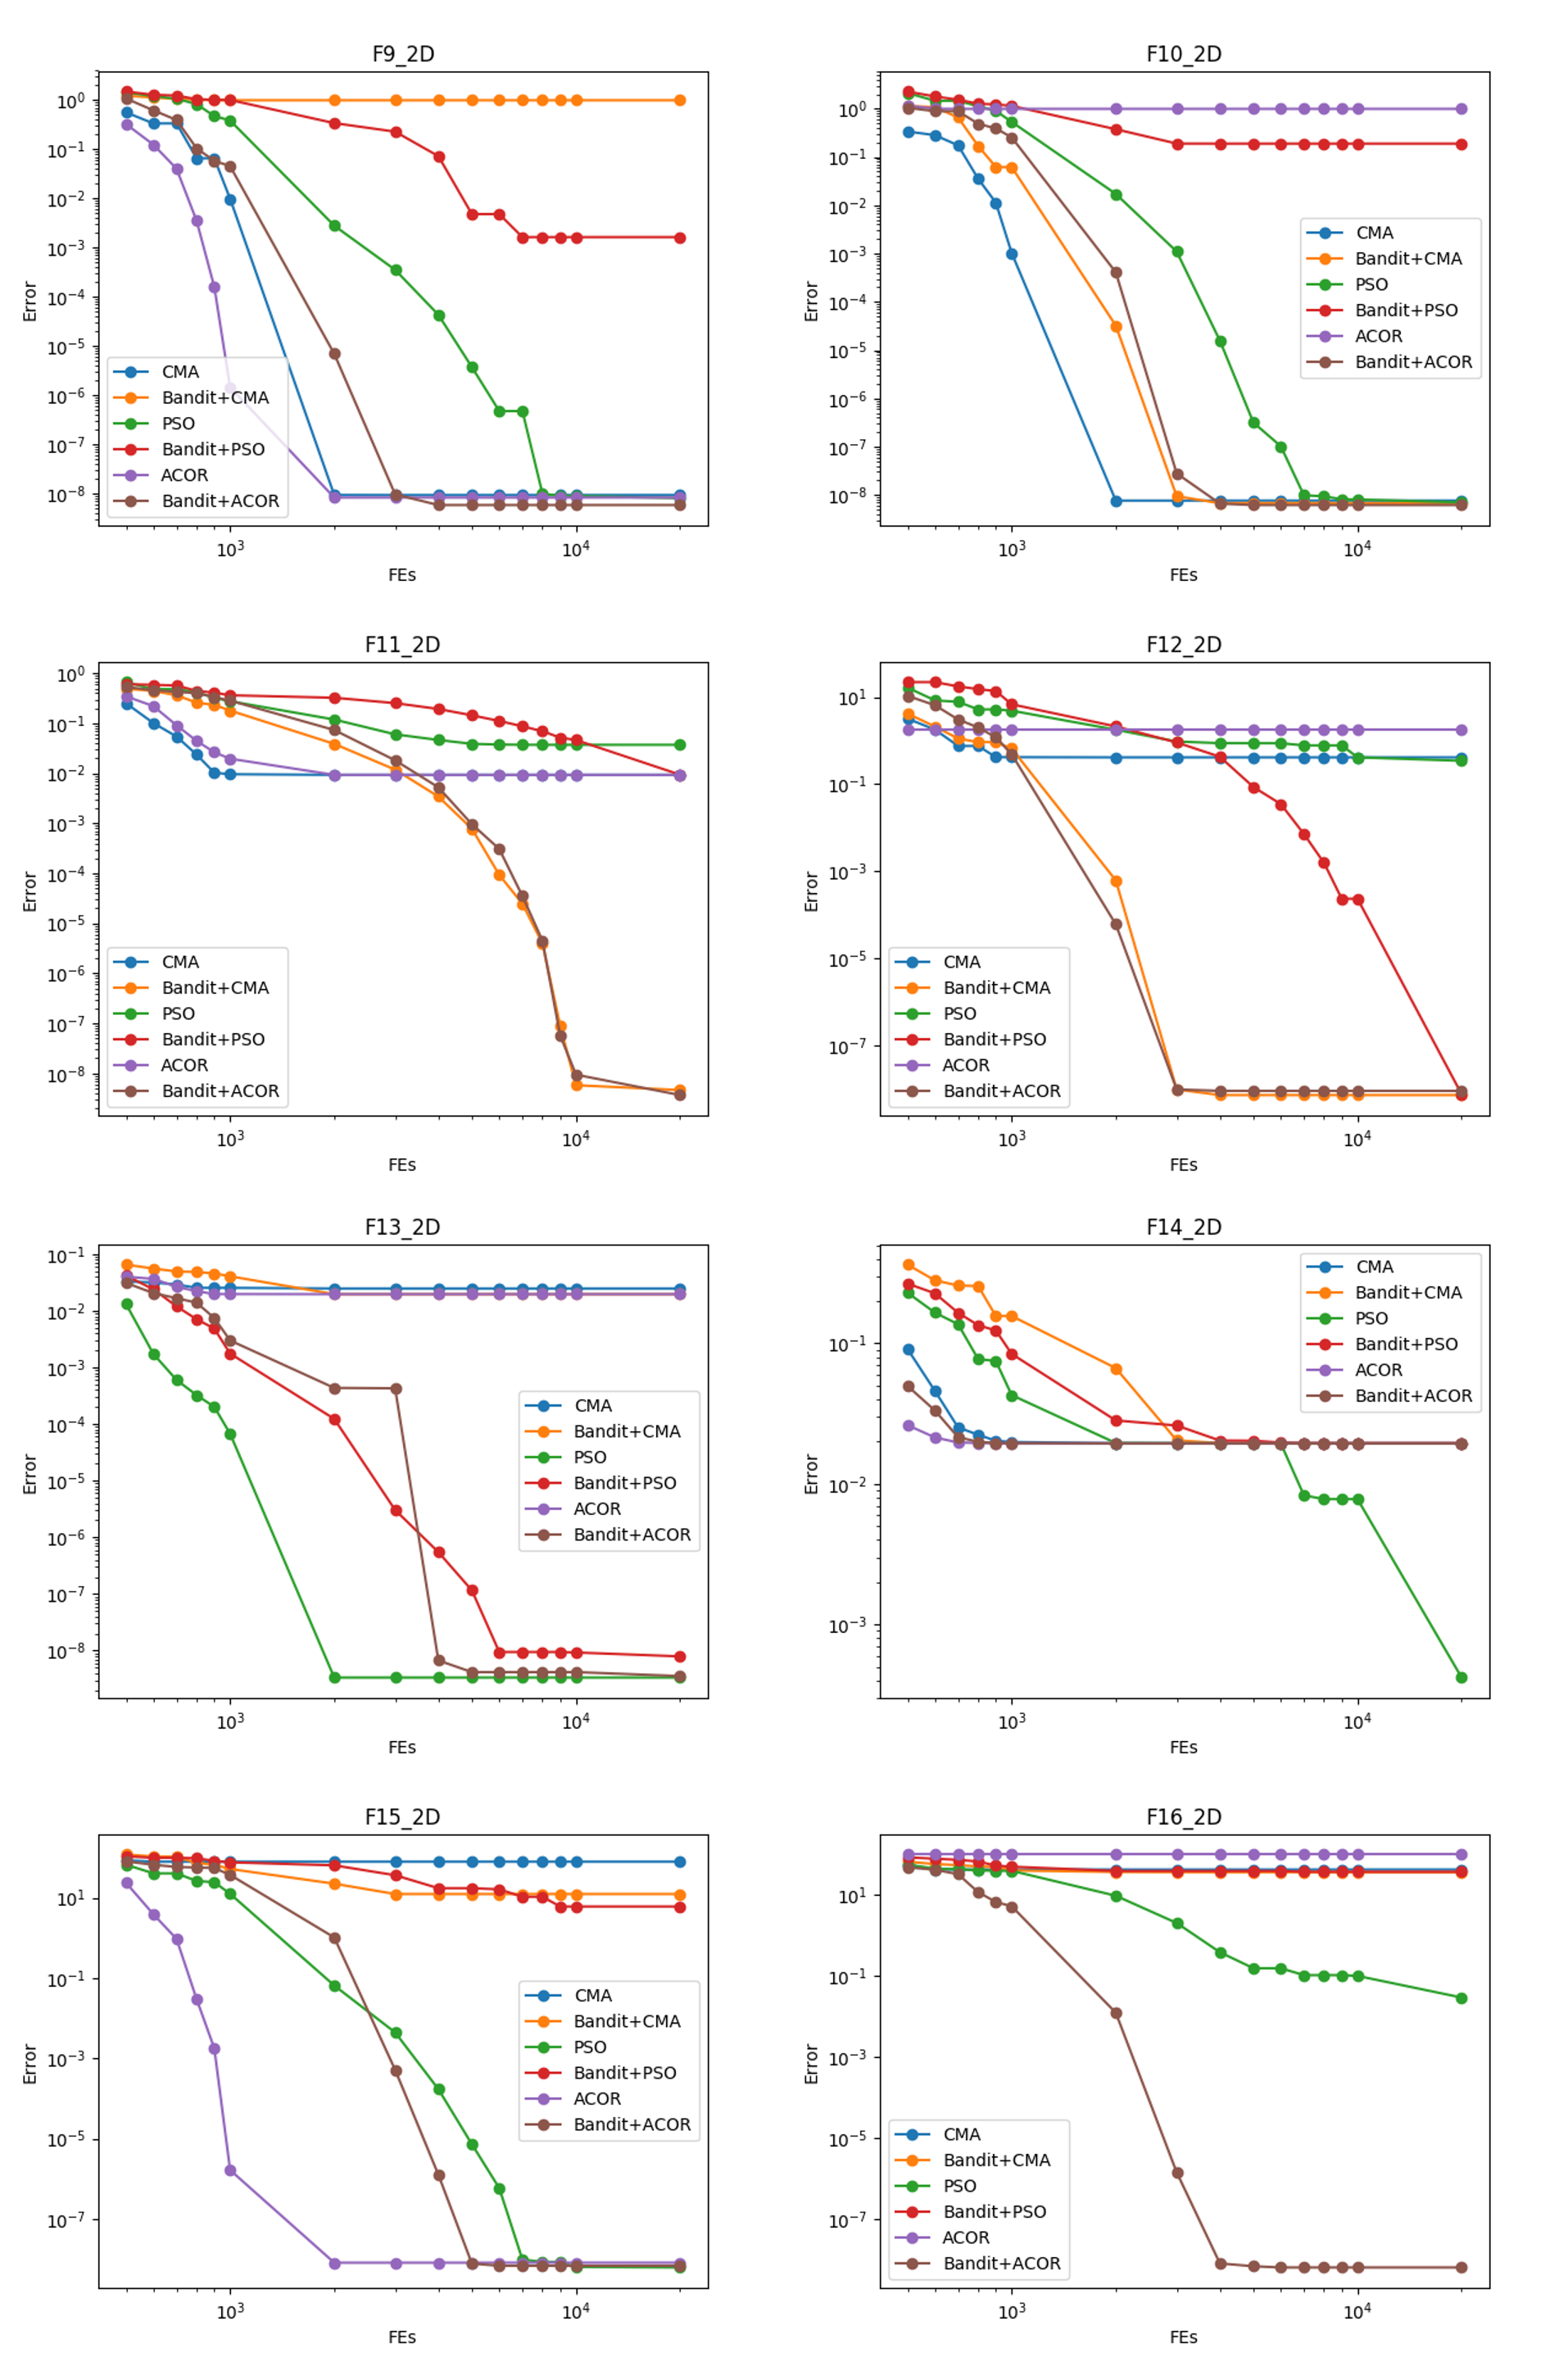 F9_2D
10^0
10^-1
10^-2
10^-3
10^-4
10^-5
10^-6
10^-7
10^-8
Error
CMA
Bandit+CMA
PSO
Bandit+PSO
ACOR
Bandit+ACOR
10^3
10^4
FEs
F10_2D
10^0
10^-1
10^-2
10^-3
10^-4
10^-5
10^-6
10^-7
10^-8
Error
CMA
Bandit+CMA
PSO
Bandit+PSO
ACOR
Bandit+ACOR
10^3
10^4
FEs
F11_2D
10^0
10^-1
10^-2
10^-3
10^-4
10^-5
10^-6
10^-7
10^-8
Error
CMA
Bandit+CMA
PSO
Bandit+PSO
ACOR
Bandit+ACOR
10^3
10^4
FEs
F12_2D
10^1
10^-1
10^-3
10^-5
10^-7
Error
CMA
Bandit+CMA
PSO
Bandit+PSO
ACOR
Bandit+ACOR
10^3
10^4
FEs
F13_2D
10^-1
10^-2
10^-3
10^-4
10^-5
10^-6
10^-7
10^-8
Error
CMA
Bandit+CMA
PSO
Bandit+PSO
ACOR
Bandit+ACOR
10^3
10^4
FEs
F14_2D
10^-1
10^-2
10^-3
Error
CMA
Bandit+CMA
PSO
Bandit+PSO
ACOR
Bandit+ACOR
10^3
10^4
FEs
F15_2D
10^1
10^-1
10^-3
10^-5
10^-7
Error
CMA
Bandit+CMA
PSO
Bandit+PSO
ACOR
Bandit+ACOR
10^3
10^4
FEs
F16_2D
10^1
10^-1
10^-3
10^-5
10^-7
Error
CMA
Bandit+CMA
PSO
Bandit+PSO
ACOR
Bandit+ACOR
10^3
10^4
FEs